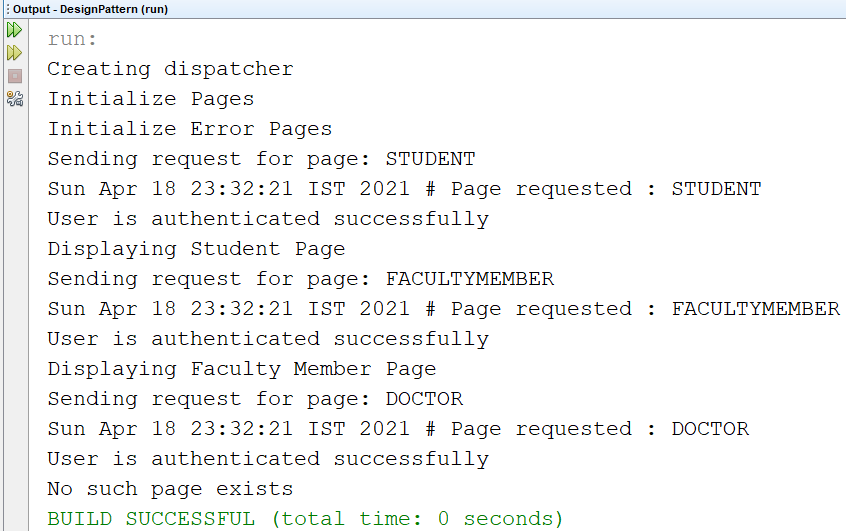 Output - DesignPattern (run)
run:
Creating dispatcher
Initialize Pages
Initialize Error Pages
Sending request for page: STUDENT
Sun Apr 18 23:32:21 IST 2021 # Page requested : STUDENT
User is authenticated successfully
Displaying Student Page
Sending request for page: FACULTYMEMBER
Sun Apr 18 23:32:21 IST 2021 # Page requested : FACULTYMEMBER
User is authenticated successfully
Displaying Faculty Member Page
Sending request for page: DOCTOR
Sun Apr 18 23:32:21 IST 2021 # Page requested : DOCTOR
User is authenticated successfully
No such page exists
BUILD SUCCESSFUL (total time: 0 seconds)